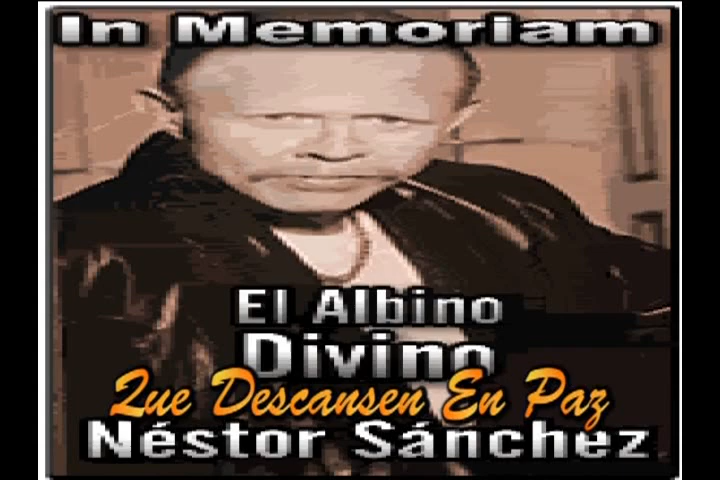 In Memoriam
El Albino
Divino
Que Descansen En Paz
Néstor Sánchez